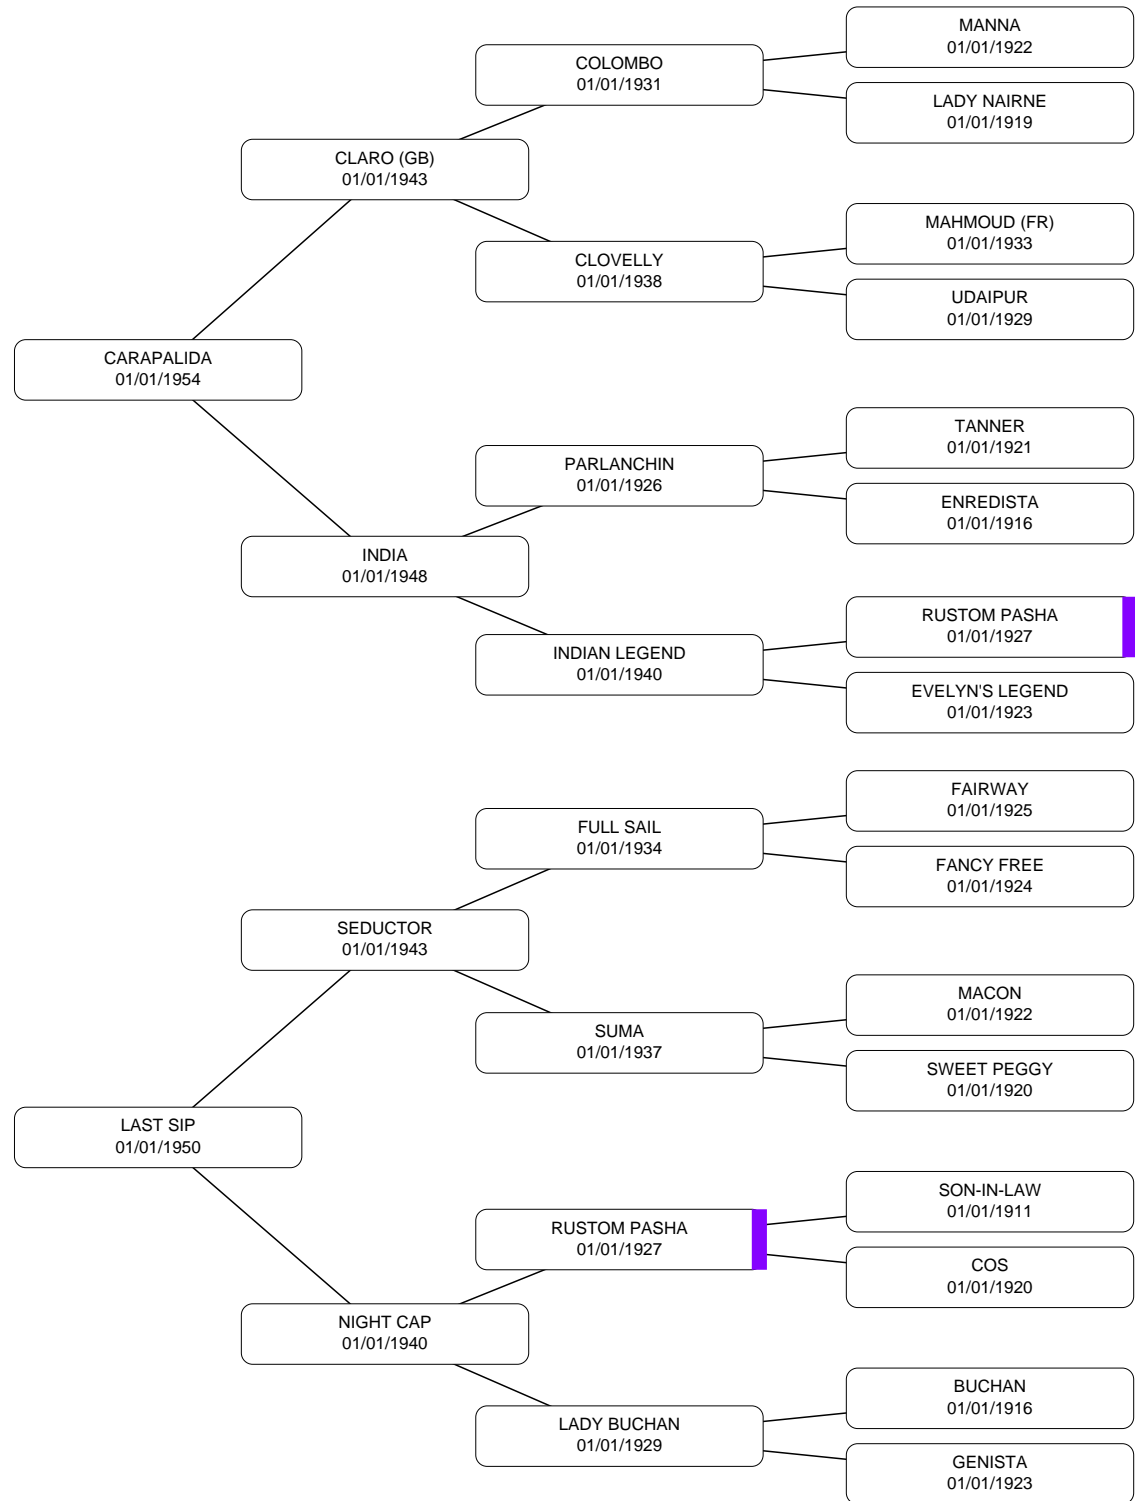 MANNA
01/01/1922
COLOMBO
01/01/1931
LADY NAIRNE
01/01/1919
CLARO (GB)
01/01/1943
MAHMOUD (FR)
01/01/1933
CLOVELLY
01/01/1938
UDAIPUR
01/01/1929
CARAPALIDA
01/01/1954
TANNER
01/01/1921
PARLANCHIN
01/01/1926
ENREDISTA
01/01/1916
INDIA
01/01/1948
RUSTOM PASHA
01/01/1927
INDIAN LEGEND
01/01/1940
EVELYN'S LEGEND
01/01/1923
FAIRWAY
01/01/1925
FULL SAIL
01/01/1934
FANCY FREE
01/01/1924
SEDUCTOR
01/01/1943
MACON
01/01/1922
SUMA
01/01/1937
SWEET PEGGY
01/01/1920
LAST SIP
01/01/1950
SON-IN-LAW
01/01/1911
RUSTOM PASHA
01/01/1927
COS
01/01/1920
NIGHT CAP
01/01/1940
BUCHAN
01/01/1916
LADY BUCHAN
01/01/1929
GENISTA
01/01/1923